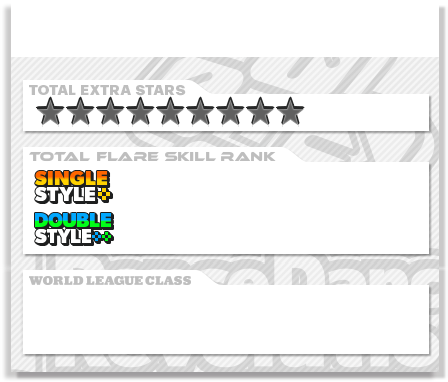 TOTAL EXTRA STARS
TOTAL FLARE SKILL RANK
SINGLE
STYLE
DOUBLE
STYLE
WORLD LEAGUE CLASS